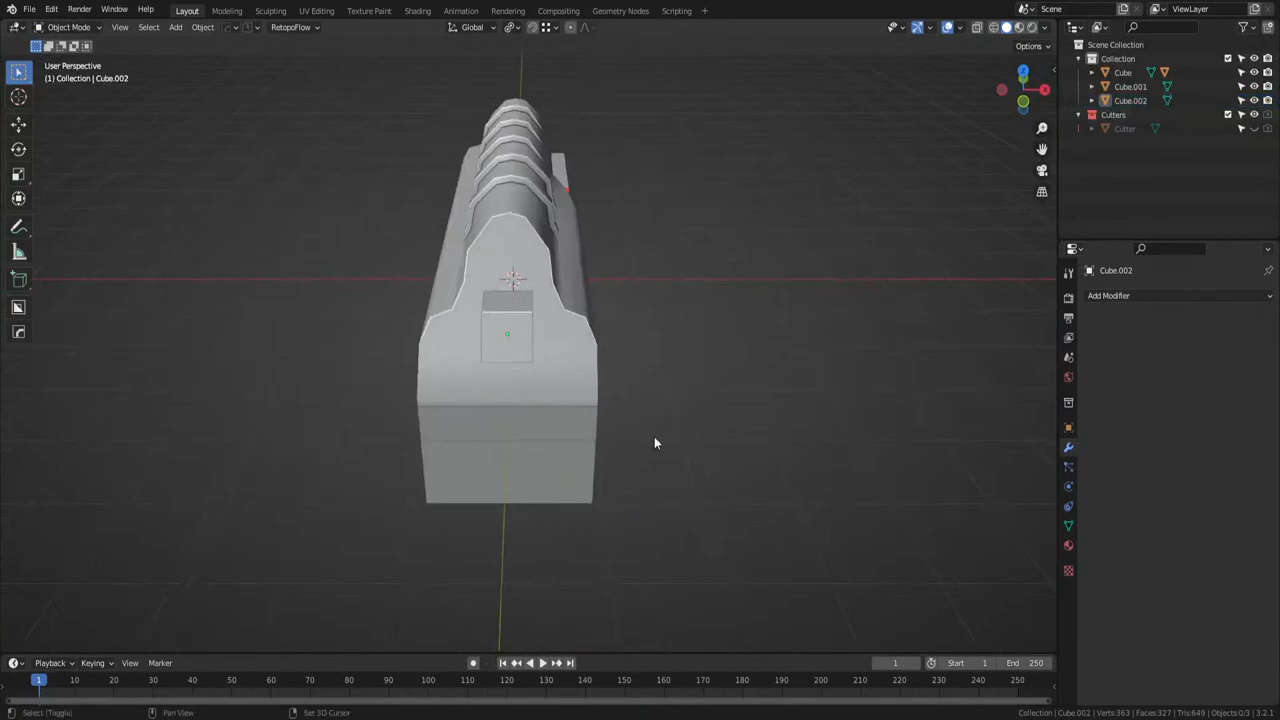 File Edit Render Window Help Layout Modeling Sculpting UV Editing Texture Paint Shading Animation Rendering Compositing Geometry Nodes Scripting + Scene ViewLayer
Object Mode View Select Add Object RetopoFlow Global
Options
User Perspective
(1) Collection | Cube.002
Scene Collection
Collection
Cube
Cube.001
Cube.002
Cutters
Cutter
Cube.002
Add Modifier
Playback Keying View Marker 1 Start 1 End 250
1 10 20 30 40 50 60 70 80 90 100 110 120 130 140 150 160 170 180 190 200 210 220 230 240 250
Select (Toggle) Pan View Set 3D Cursor Collection | Cube.002 | Verts:363 | Faces:327 | Tris:649 | Objects:0/3 | 3.2.1